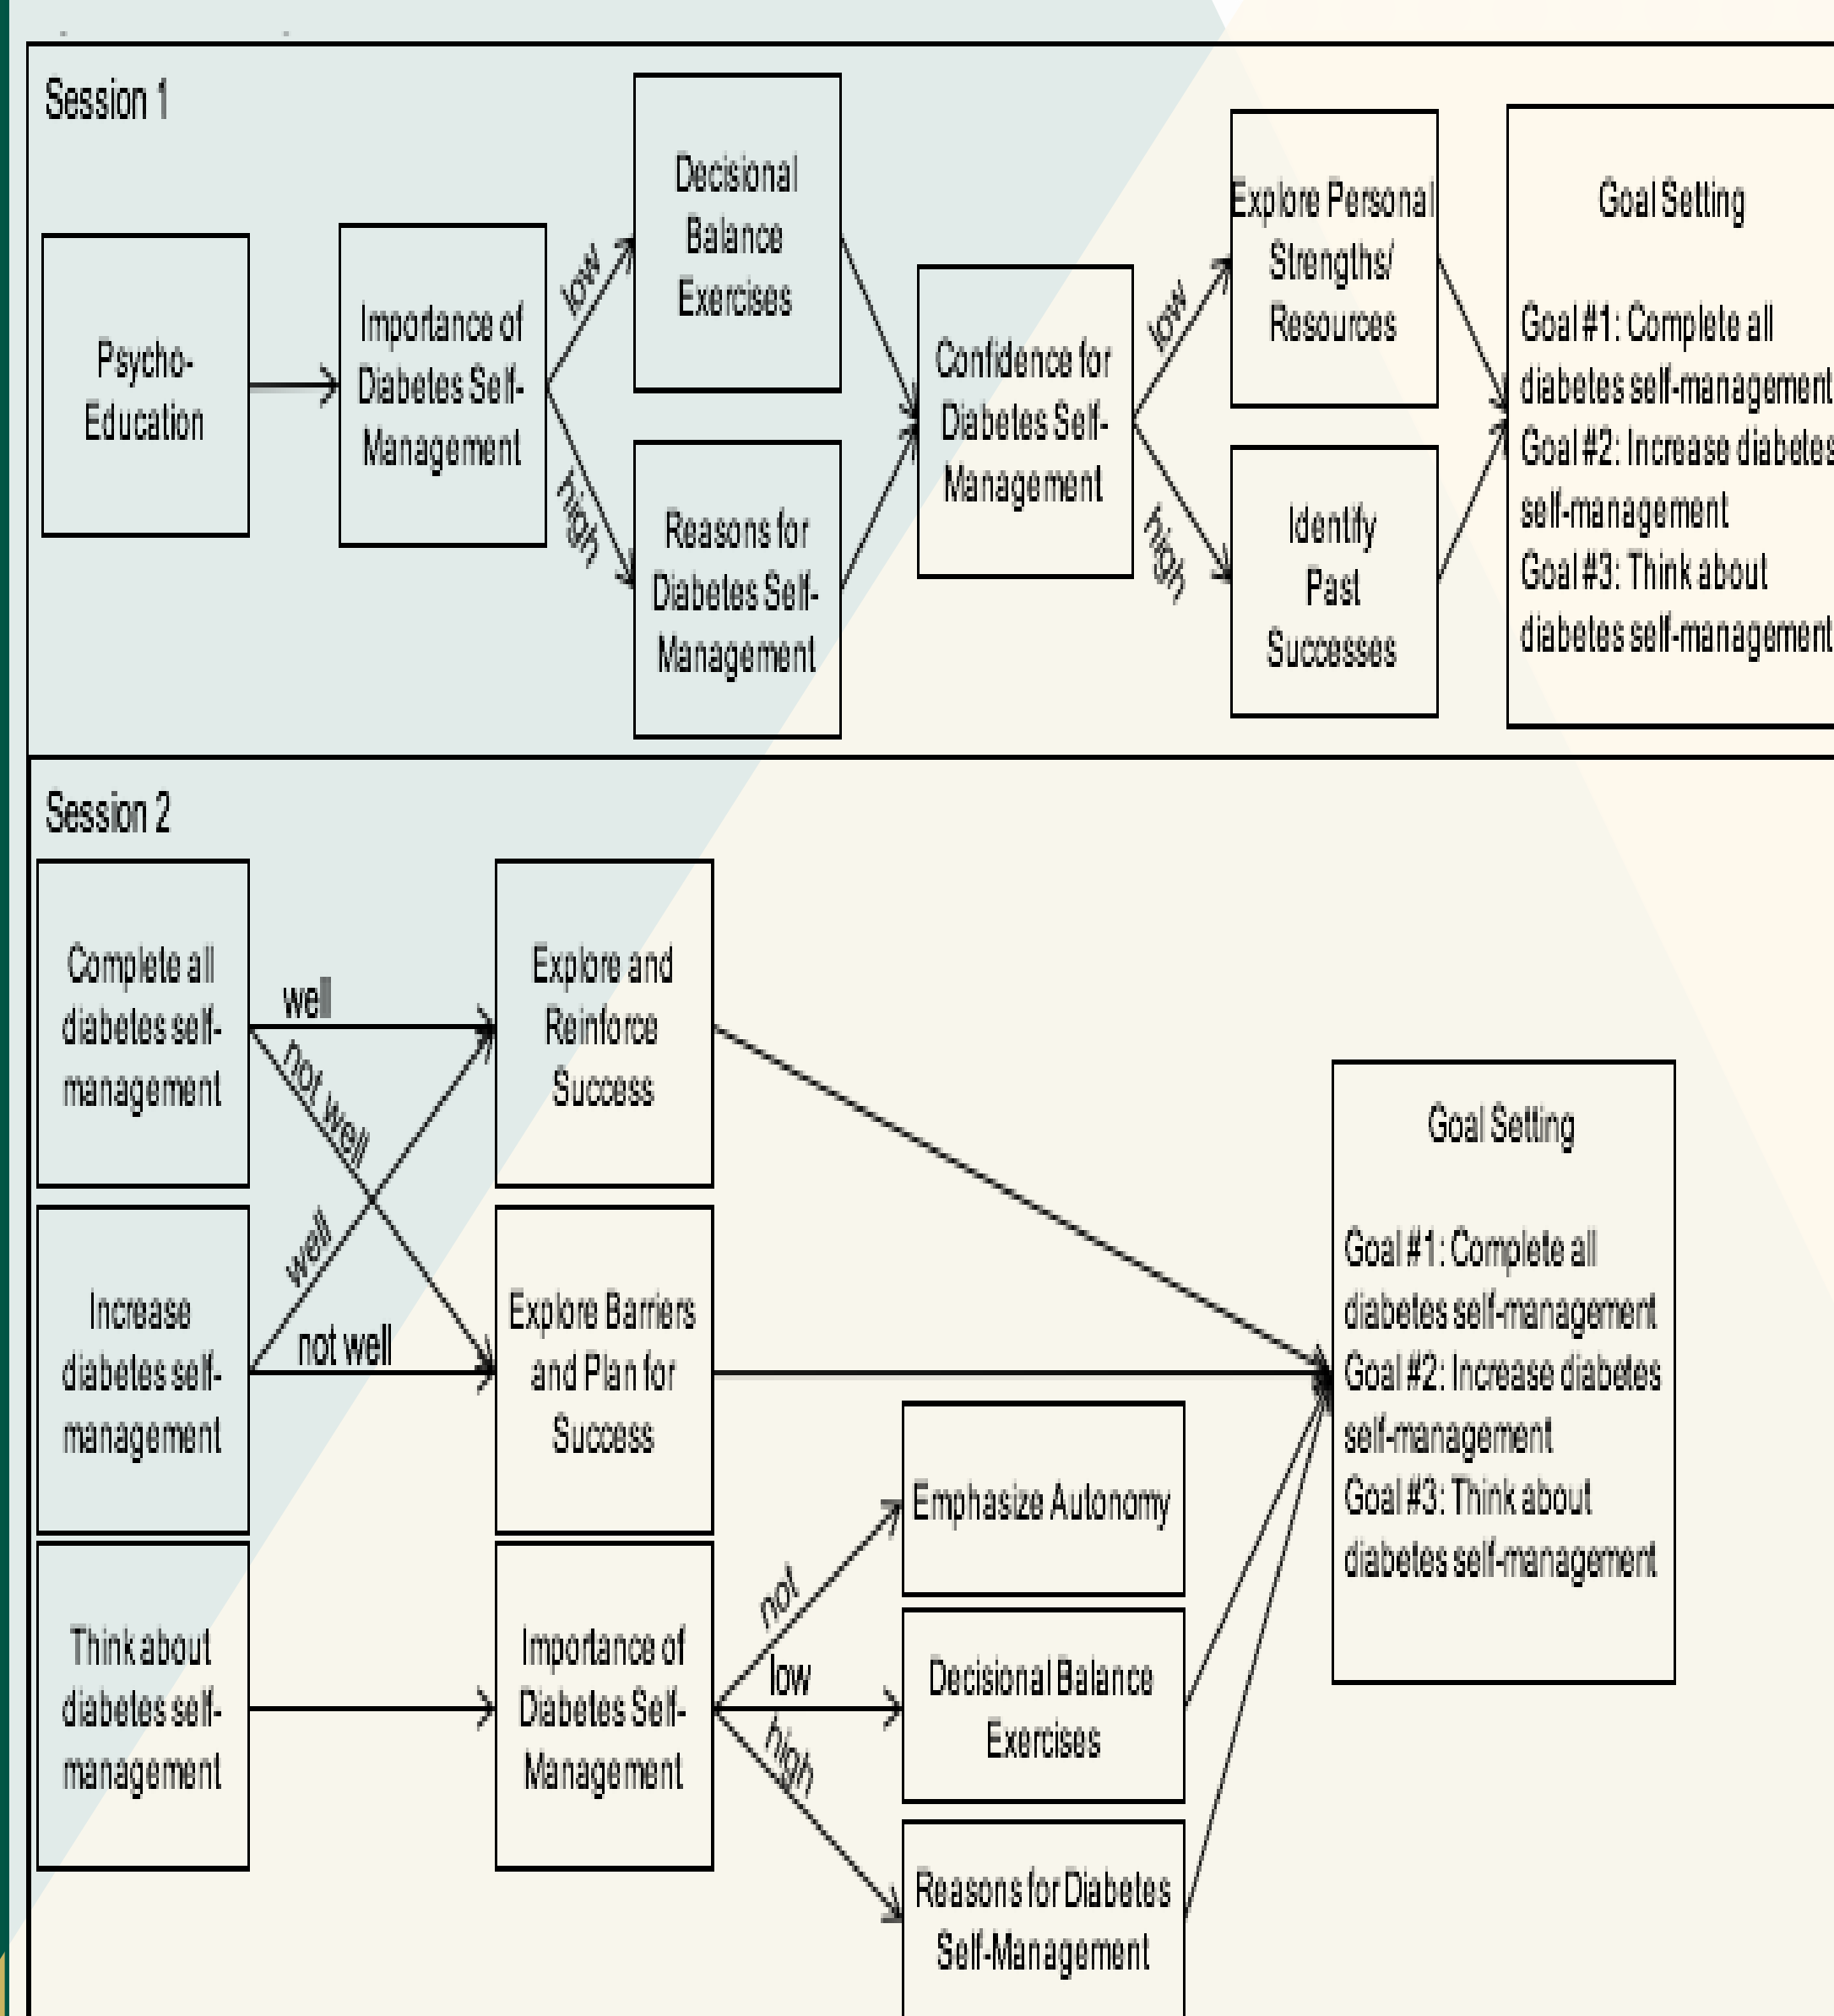 Session 1
Psycho-
Education
Importance of
Diabetes Self-
Management
low
high
Decisional
Balance
Exercises
Reasons for
Diabetes Self-
Management
Confidence for
Diabetes Self-
Management
low
high
Explore Personal
Strengths/
Resources
Identify
Past
Successes
Goal Setting
Goal #1: Complete all
diabetes self-management
Goal #2: Increase diabetes
self-management
Goal #3: Think about
diabetes self-management
Session 2
Complete all
diabetes self-
management
well
not well
Increase
diabetes self-
management
well
not well
Think about
diabetes self-
management
Explore and
Reinforce
Success
Explore Barriers
and Plan for
Success
Importance of
Diabetes Self-
Management
not
low
high
Emphasize Autonomy
Decisional Balance
Exercises
Reasons for Diabetes
Self-Management
Goal Setting
Goal #1: Complete all
diabetes self-management
Goal #2: Increase diabetes
self-management
Goal #3: Think about
diabetes self-management